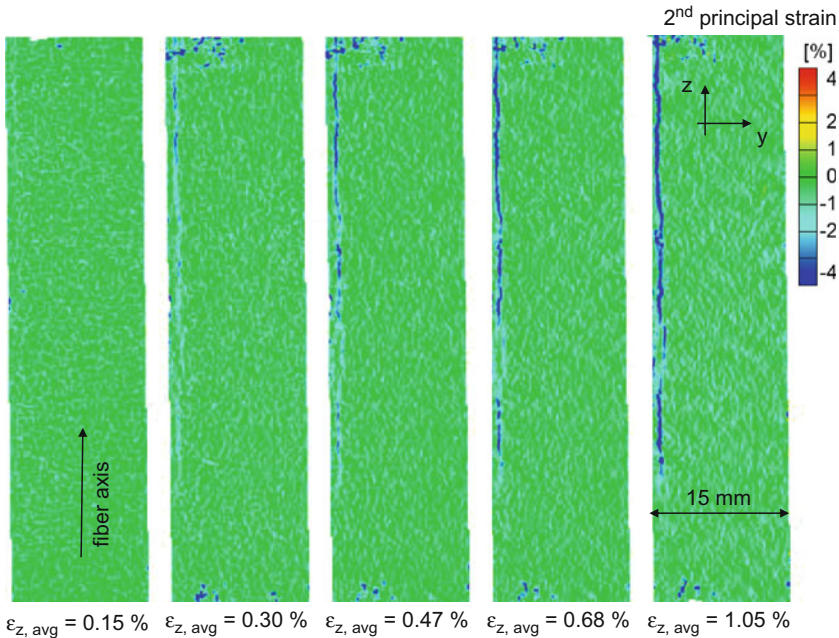 2nd principal strain
[%]
4
2
1
0
-1
-2
-4
z
y
fiber axis
15 mm
εz, avg = 0.15 %
εz, avg = 0.30 %
εz, avg = 0.47 %
εz, avg = 0.68 %
εz, avg = 1.05 %